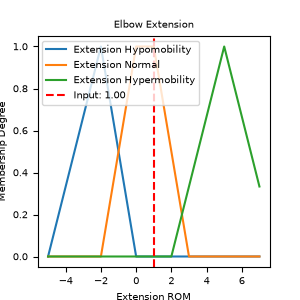 Elbow Extension
Extension Hypomobility
Extension Normal
Extension Hypermobility
Input: 1.00
Membership Degree
1.0
0.8
0.6
0.4
0.2
0.0
−4 −2 0 2 4 6
Extension ROM